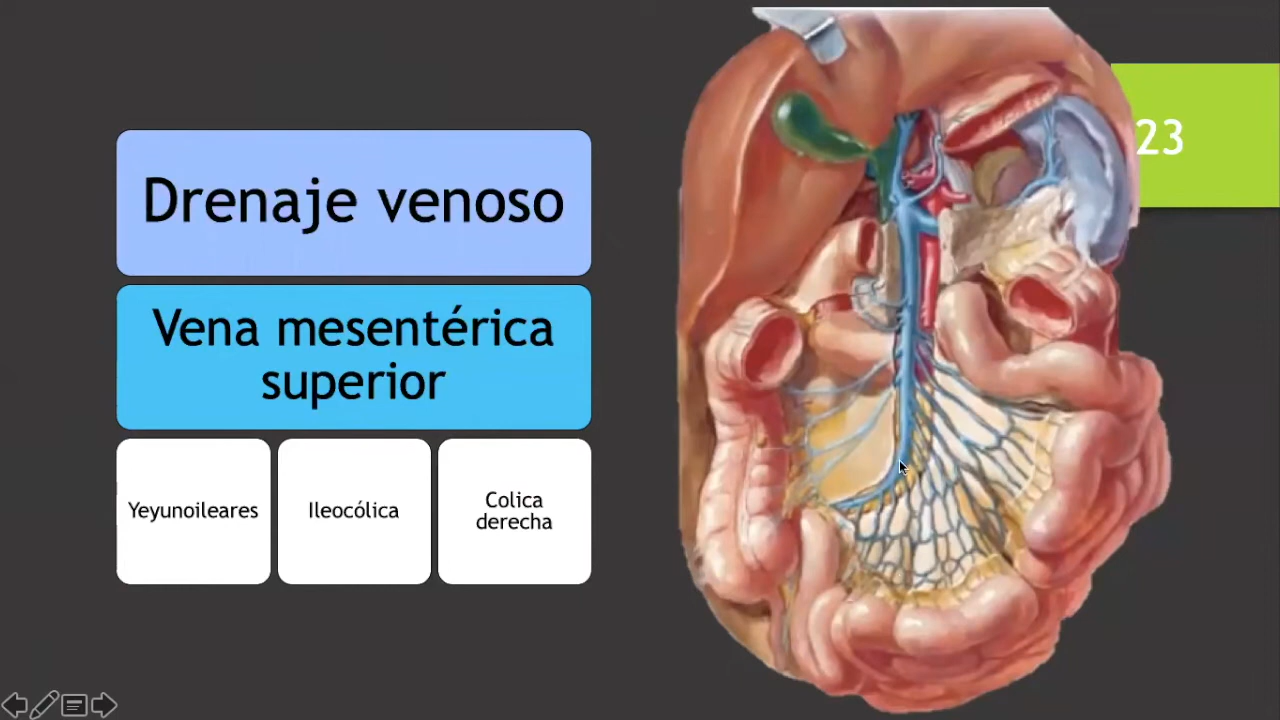 Drenaje venoso
23
Vena mesentérica
superior
Yeyunoileares
Ileocólica
Colica
derecha